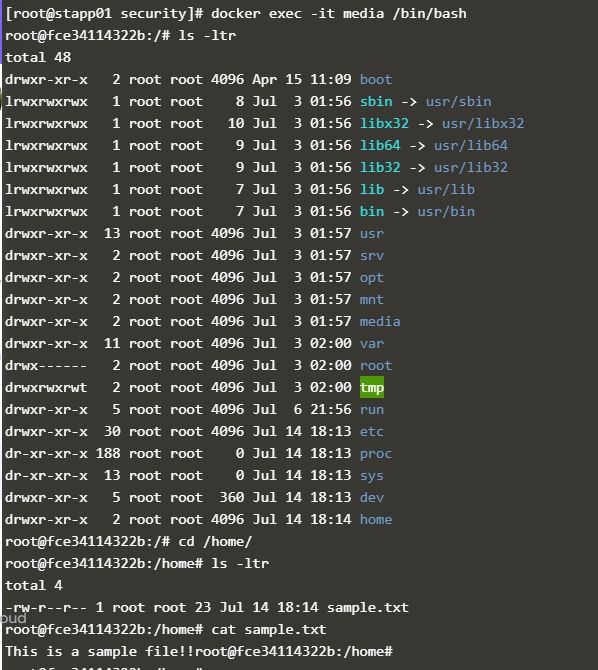 [root@stapp01 security]# docker exec -it media /bin/bash
root@fce34114322b:/# ls -ltr
total 48
drwxr-xr-x   2 root root 4096 Apr 15 11:09 boot
lrwxrwxrwx   1 root root    8 Jul  3 01:56 sbin -> usr/sbin
lrwxrwxrwx   1 root root   10 Jul  3 01:56 libx32 -> usr/libx32
lrwxrwxrwx   1 root root    9 Jul  3 01:56 lib64 -> usr/lib64
lrwxrwxrwx   1 root root    9 Jul  3 01:56 lib32 -> usr/lib32
lrwxrwxrwx   1 root root    7 Jul  3 01:56 lib -> usr/lib
lrwxrwxrwx   1 root root    7 Jul  3 01:56 bin -> usr/bin
drwxr-xr-x  13 root root 4096 Jul  3 01:57 usr
drwxr-xr-x   2 root root 4096 Jul  3 01:57 srv
drwxr-xr-x   2 root root 4096 Jul  3 01:57 opt
drwxr-xr-x   2 root root 4096 Jul  3 01:57 mnt
drwxr-xr-x   2 root root 4096 Jul  3 01:57 media
drwxr-xr-x  11 root root 4096 Jul  3 02:00 var
drwx------   2 root root 4096 Jul  3 02:00 root
drwxrwxrwt   2 root root 4096 Jul  3 02:00 tmp
drwxr-xr-x   5 root root 4096 Jul  6 21:56 run
drwxr-xr-x  30 root root 4096 Jul 14 18:13 etc
dr-xr-xr-x 188 root root    0 Jul 14 18:13 proc
dr-xr-xr-x  13 root root    0 Jul 14 18:13 sys
drwxr-xr-x   5 root root  360 Jul 14 18:13 dev
drwxr-xr-x   2 root root 4096 Jul 14 18:14 home
root@fce34114322b:/# cd /home/
root@fce34114322b:/home# ls -ltr
total 4
-rw-r--r-- 1 root root 23 Jul 14 18:14 sample.txt
oud
root@fce34114322b:/home# cat sample.txt
This is a sample file!!root@fce34114322b:/home#